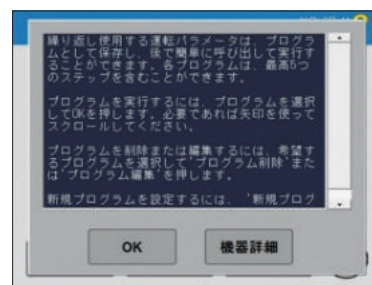 繰り返し使用する運転パラメータは、プログラ
ムとして保存し、後で簡単に呼び出して実行す
ることができます。各プログラムは、最高5つ
のステップを含むことができます。
プログラムを実行するには、プログラムを選択
してOKを押します。必要であれば矢印を使って
スクロールしてください。
プログラムを削除または編集するには、希望す
るプログラムを選択して'プログラム削除'また
は'プログラム編集'を押します。
新規プログラムを設定するには、'新規プログ
OK
機器詳細